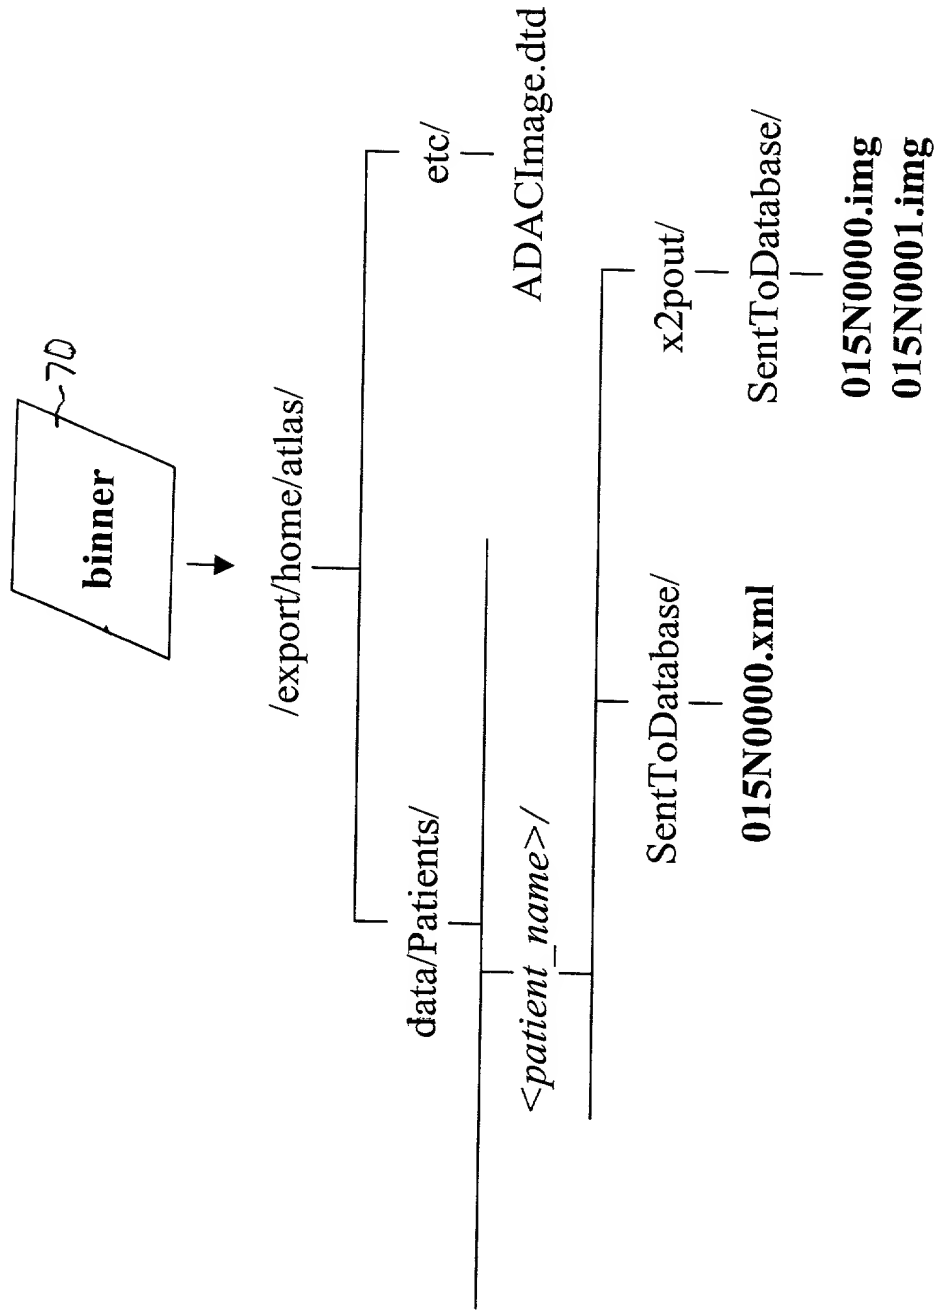 binner
70
/export/home/atlas/
data/Patients/
etc/
<patient_name>/
ADACImage.dtd
SentToDatabase/
x2pout/
015N0000.xml
SentToDatabase/
015N0000.img
015N0001.img